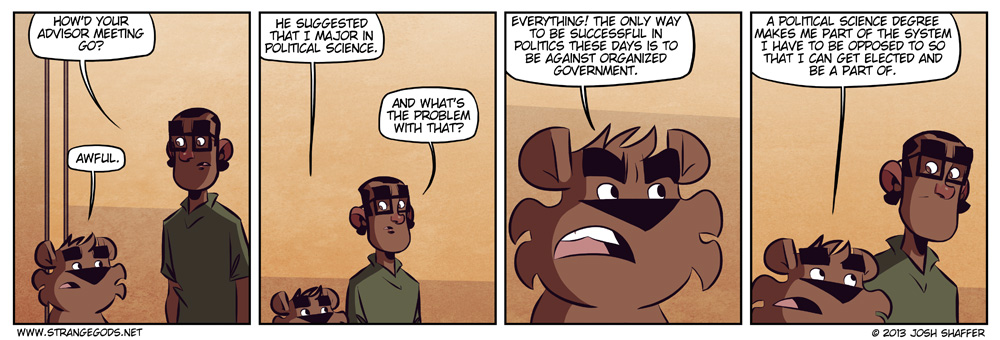 HOW'D YOUR
ADVISOR MEETING
GO?
AWFUL.
HE SUGGESTED
THAT I MAJOR IN
POLITICAL SCIENCE.
AND WHAT'S
THE PROBLEM
WITH THAT?
EVERYTHING! THE ONLY WAY
TO BE SUCCESSFUL IN
POLITICS THESE DAYS IS TO
BE AGAINST ORGANIZED
GOVERNMENT.
A POLITICAL SCIENCE DEGREE
MAKES ME PART OF THE SYSTEM
I HAVE TO BE OPPOSED TO SO
THAT I CAN GET ELECTED AND
BE A PART OF.
WWW.STRANGEGODS.NET
© 2013 JOSH SHAFFER